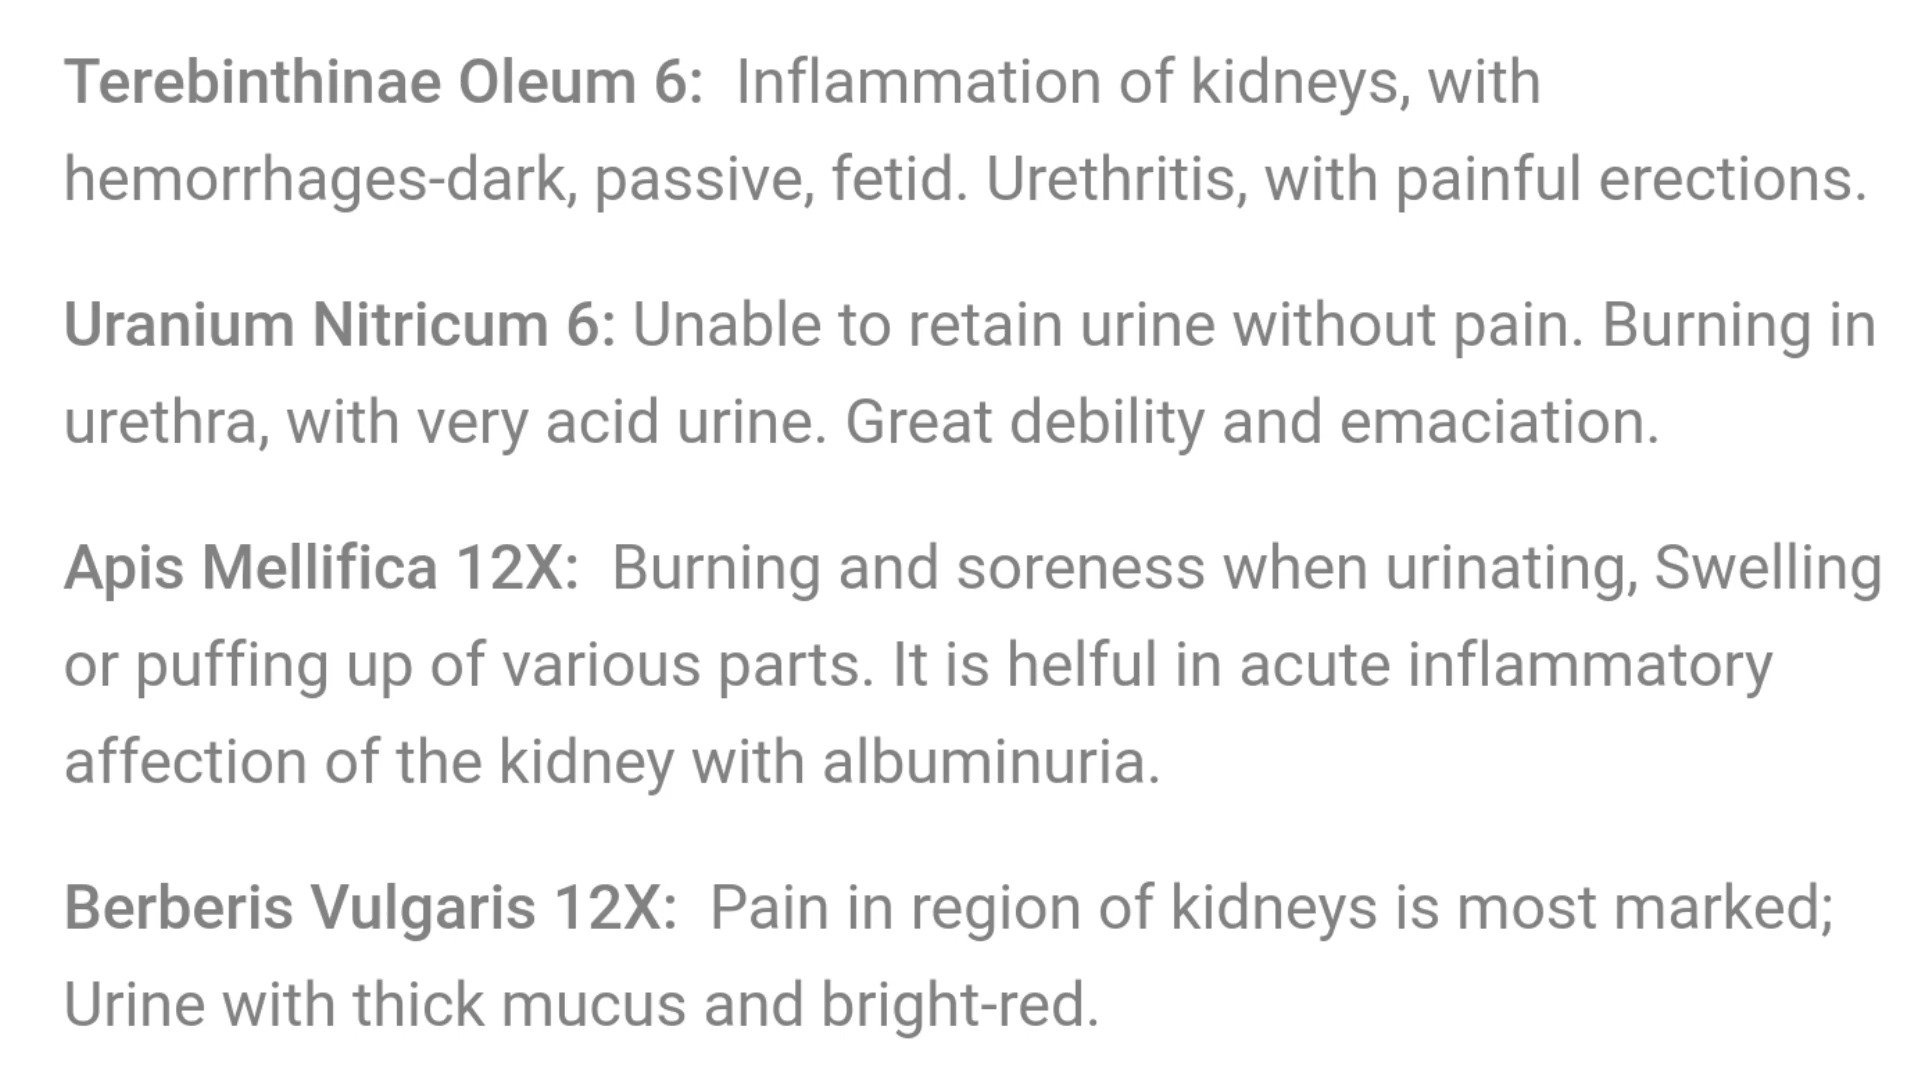 Terebinthinae Oleum 6:  Inflammation of kidneys, with
hemorrhages-dark, passive, fetid. Urethritis, with painful erections.
Uranium Nitricum 6: Unable to retain urine without pain. Burning in
urethra, with very acid urine. Great debility and emaciation.
Apis Mellifica 12X:  Burning and soreness when urinating, Swelling
or puffing up of various parts. It is helful in acute inflammatory
affection of the kidney with albuminuria.
Berberis Vulgaris 12X:  Pain in region of kidneys is most marked;
Urine with thick mucus and bright-red.